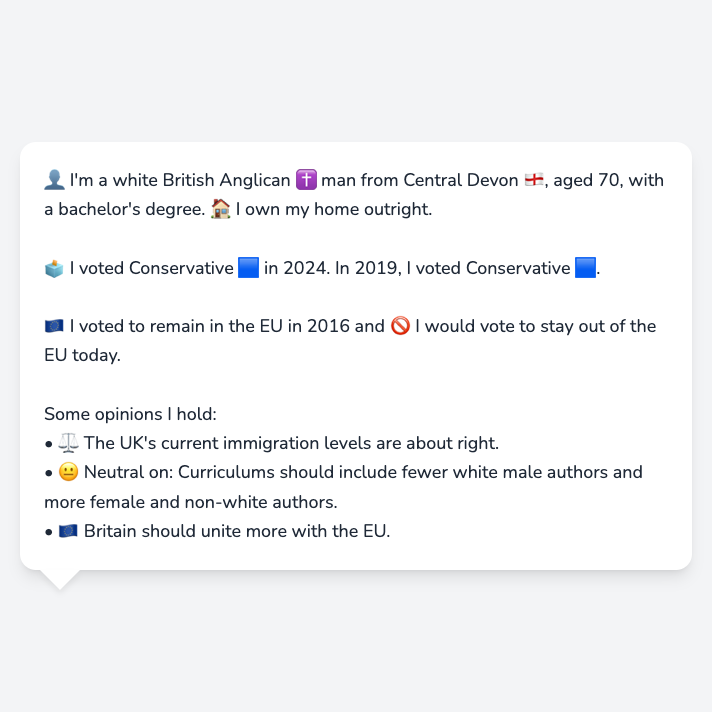 👤 I'm a white British Anglican ✝️ man from Central Devon 🏴󠁧󠁢󠁥󠁮󠁧󠁿, aged 70, with
a bachelor's degree. 🏠 I own my home outright.
🗳️ I voted Conservative 🟦 in 2024. In 2019, I voted Conservative 🟦.
🇪🇺 I voted to remain in the EU in 2016 and 🚫 I would vote to stay out of the
EU today.
Some opinions I hold:
• ⚖️ The UK's current immigration levels are about right.
• 😐 Neutral on: Curriculums should include fewer white male authors and
more female and non-white authors.
• 🇪🇺 Britain should unite more with the EU.